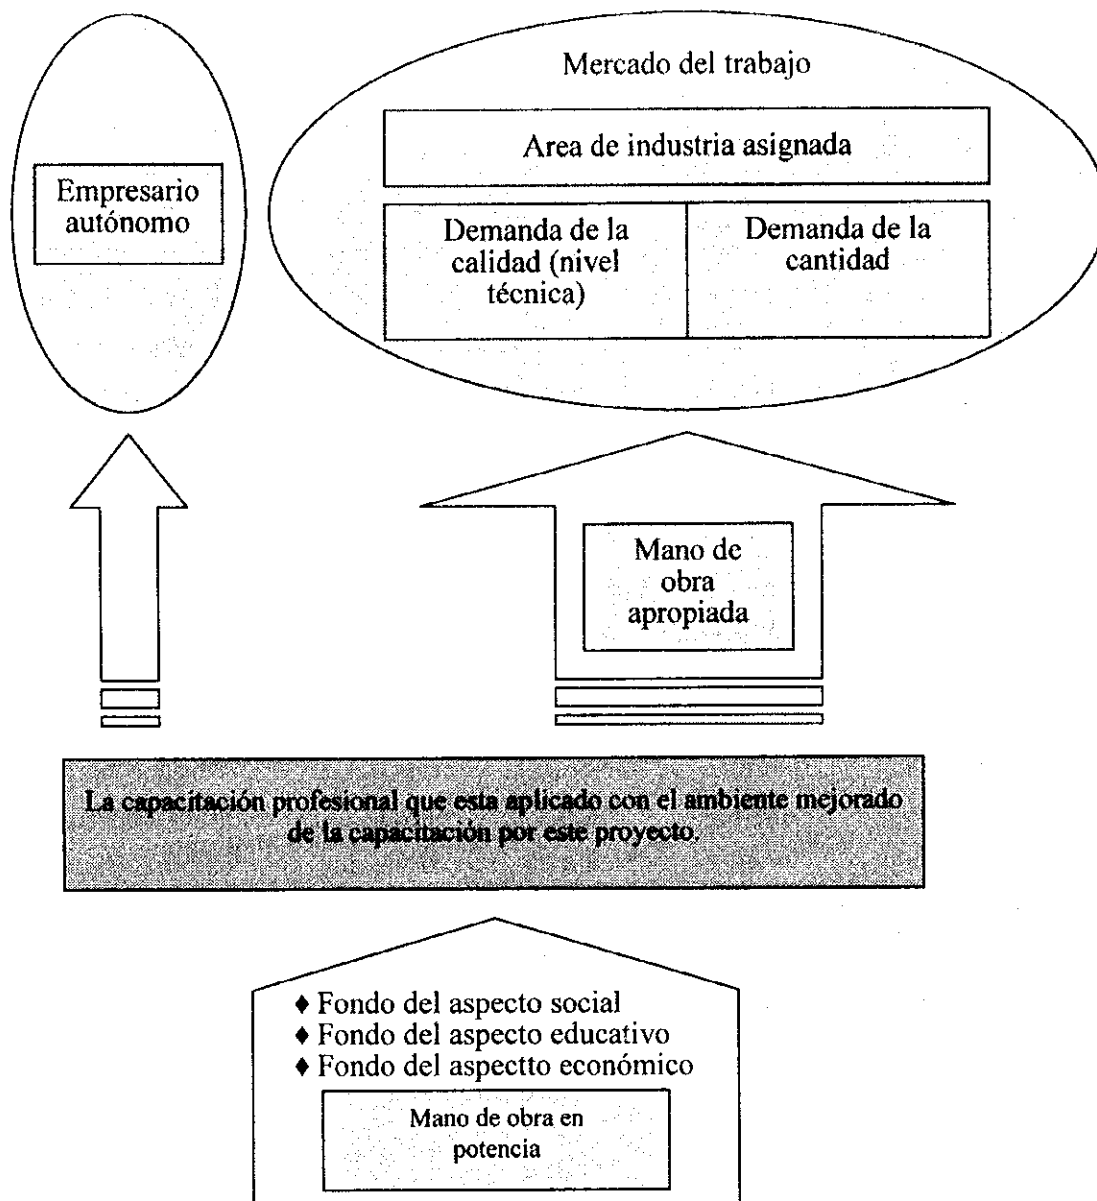 Mercado del trabajo
Area de industria asignada
Empresario
autónomo
Demanda de la
calidad (nivel
técnica)
Demanda de la
cantidad
Mano de
obra
apropiada
La capacitación profesional que esta aplicado con el ambiente mejorado
de la capacitación por este proyecto.
♦ Fondo del aspecto social
♦ Fondo del aspecto educativo
♦ Fondo del aspectto económico
Mano de obra en
potencia